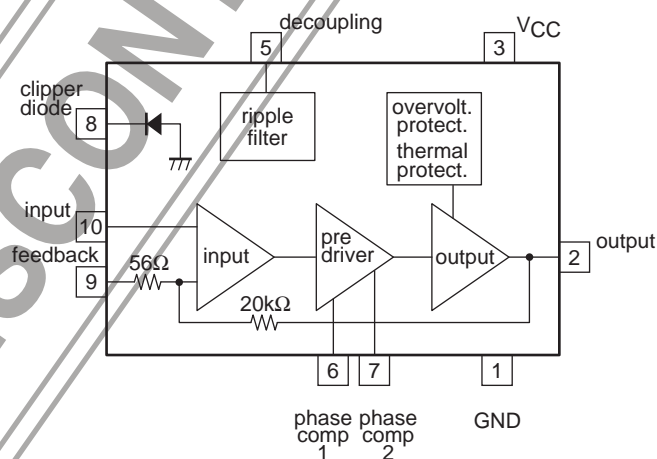 decoupling
5
VCC
3
clipper
diode
8
ripple
filter
overvolt.
protect.
thermal
protect.
input
10
feedback
9
56Ω
input
pre
driver
output
2
output
20kΩ
6
7
1
phase
comp
1
phase
comp
2
GND